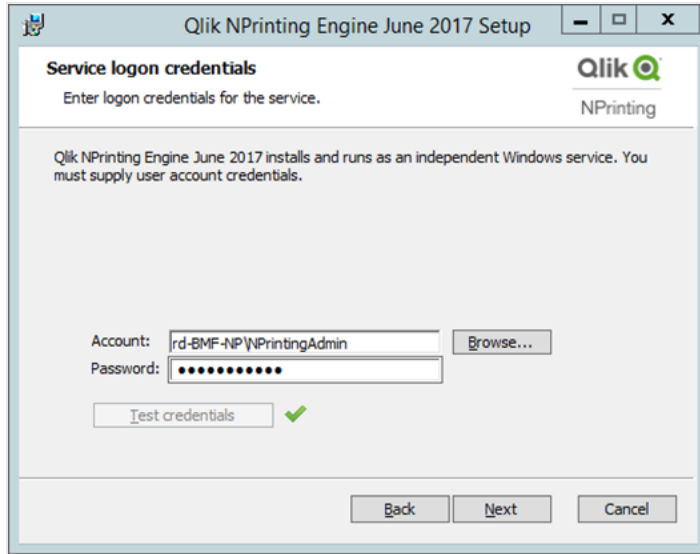 Qlik NPrinting Engine June 2017 Setup
Service logon credentials
Enter logon credentials for the service.
Qlik
NPrinting
Qlik NPrinting Engine June 2017 installs and runs as an independent Windows service. You
must supply user account credentials.
Account: rd-BMF-NP\NPrintingAdmin Browse...
Password: ●●●●●●●●●●●
Test credentials
Back Next Cancel